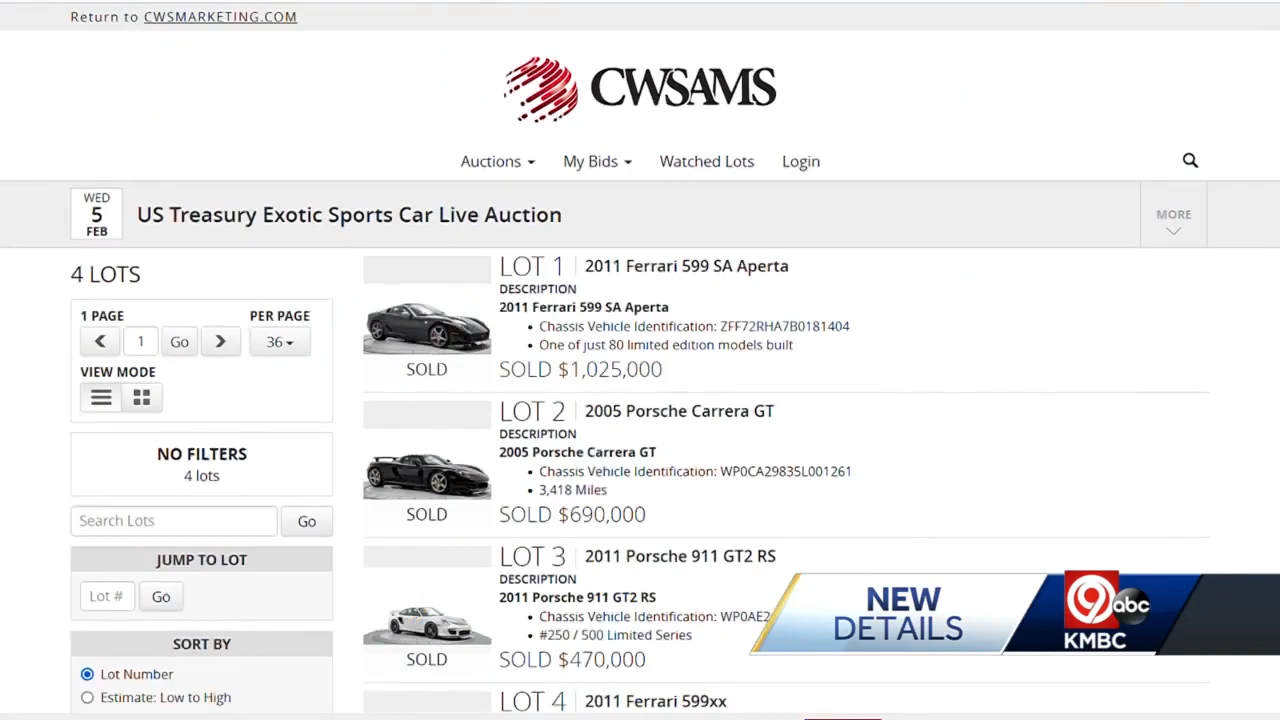 Return to CWSMARKETING.COM
CWSAMS
Auctions My Bids Watched Lots Login
WED
5
FEB
US Treasury Exotic Sports Car Live Auction
MORE
4 LOTS
1 PAGE
PER PAGE
1 Go
36
VIEW MODE
NO FILTERS
4 lots
Search Lots Go
JUMP TO LOT
Lot # Go
SORT BY
Lot Number
Estimate: Low to High
LOT 1 2011 Ferrari 599 SA Aperta
DESCRIPTION
2011 Ferrari 599 SA Aperta
• Chassis Vehicle Identification: ZFF72RHA7B0181404
• One of just 80 limited edition models built
SOLD
SOLD $1,025,000
LOT 2 2005 Porsche Carrera GT
DESCRIPTION
2005 Porsche Carrera GT
• Chassis Vehicle Identification: WP0CA29835L001261
• 3,418 Miles
SOLD
SOLD $690,000
LOT 3 2011 Porsche 911 GT2 RS
DESCRIPTION
2011 Porsche 911 GT2 RS
• Chassis Vehicle Identification: WP0AE2
• #250 / 500 Limited Series
SOLD
SOLD $470,000
LOT 4 2011 Ferrari 599xx
NEW
DETAILS
9 abc
KMBC